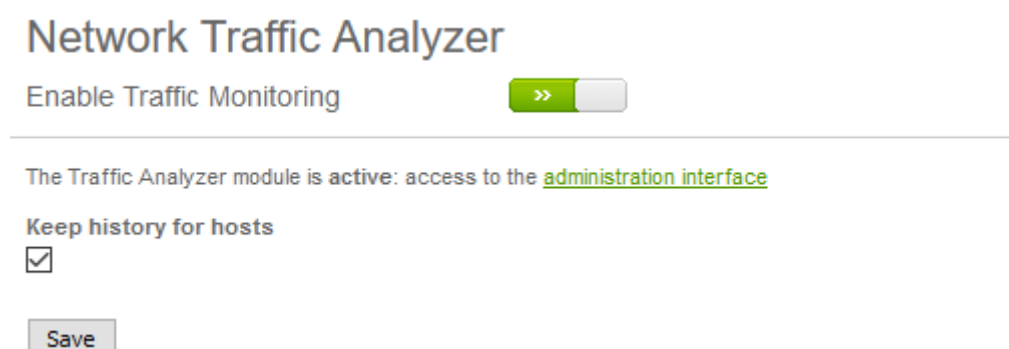 Network Traffic Analyzer
Enable Traffic Monitoring
The Traffic Analyzer module is active: access to the administration interface
Keep history for hosts
Save